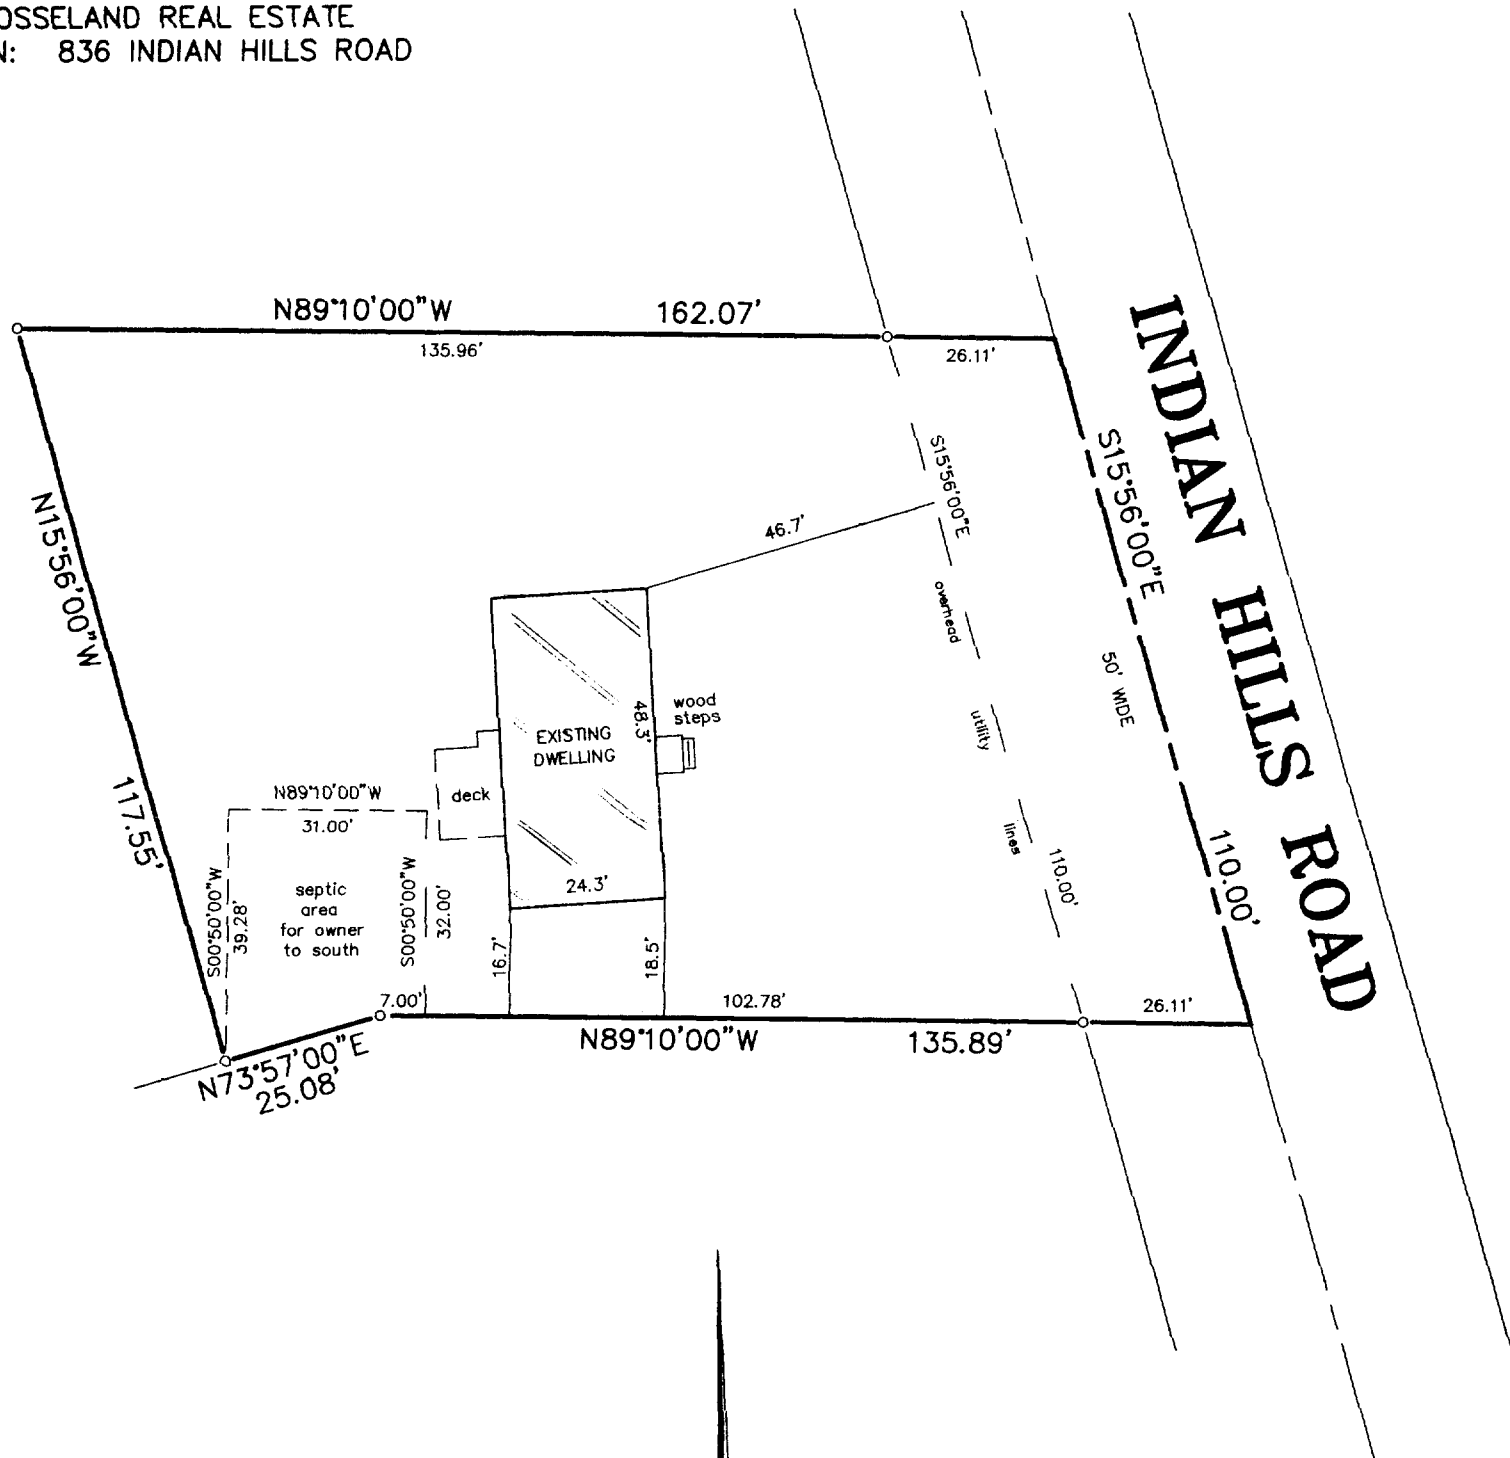 OSSELAND REAL ESTATE
N: 836 INDIAN HILLS ROAD
N89°10'00"W 162.07'
135.96'
26.11'
INDIAN HILLS ROAD
S15°56'00"E
S15°56'00"E
46.7'
N15°56'00"W
overhead
50' WIDE
wood
steps
48.3'
EXISTING
DWELLING
utility
deck
N89°10'00"W
31.00'
117.55'
lines
110.00'
110.00'
24.3'
S00°50'00"W
39.28'
septic
area
for owner
to south
S00°50'00"W
32.00'
16.7'
18.5'
7.00'
102.78'
26.11'
N89°10'00"W
135.89'
N73°57'00"E
25.08'